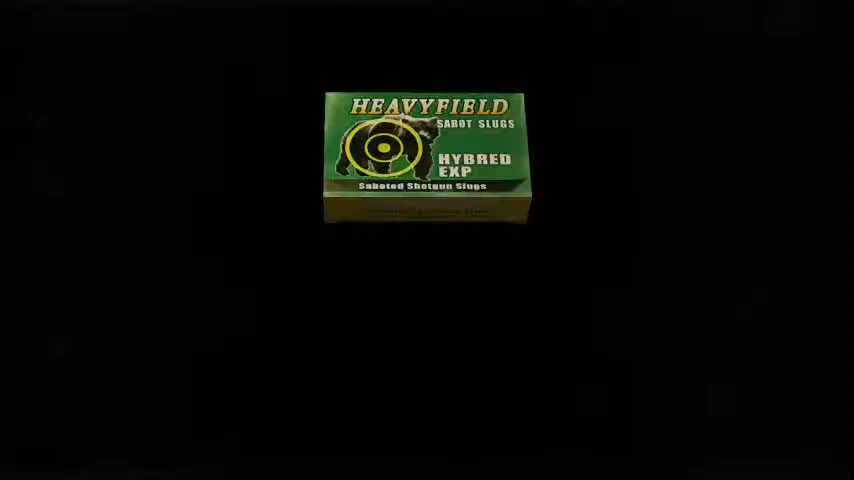 HEAVYFIELD
SABOT SLUGS
HYBRED
EXP
Saboted Shotgun Slugs